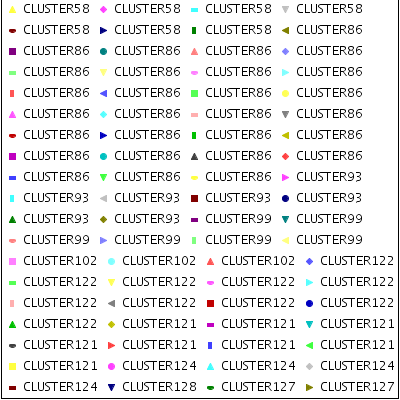 CLUSTER58 CLUSTER58 CLUSTER58 CLUSTER58
CLUSTER58 CLUSTER58 CLUSTER58 CLUSTER86
CLUSTER86 CLUSTER86 CLUSTER86 CLUSTER86
CLUSTER86 CLUSTER86 CLUSTER86 CLUSTER86
CLUSTER86 CLUSTER86 CLUSTER86 CLUSTER86
CLUSTER86 CLUSTER86 CLUSTER86 CLUSTER86
CLUSTER86 CLUSTER86 CLUSTER86 CLUSTER86
CLUSTER86 CLUSTER86 CLUSTER86 CLUSTER86
CLUSTER86 CLUSTER86 CLUSTER86 CLUSTER93
CLUSTER93 CLUSTER93 CLUSTER93 CLUSTER93
CLUSTER93 CLUSTER93 CLUSTER99 CLUSTER99
CLUSTER99 CLUSTER99 CLUSTER99 CLUSTER99
CLUSTER102 CLUSTER102 CLUSTER102 CLUSTER122
CLUSTER122 CLUSTER122 CLUSTER122 CLUSTER122
CLUSTER122 CLUSTER122 CLUSTER122 CLUSTER122
CLUSTER122 CLUSTER121 CLUSTER121 CLUSTER121
CLUSTER121 CLUSTER121 CLUSTER121 CLUSTER121
CLUSTER121 CLUSTER124 CLUSTER124 CLUSTER124
CLUSTER124 CLUSTER128 CLUSTER127 CLUSTER127